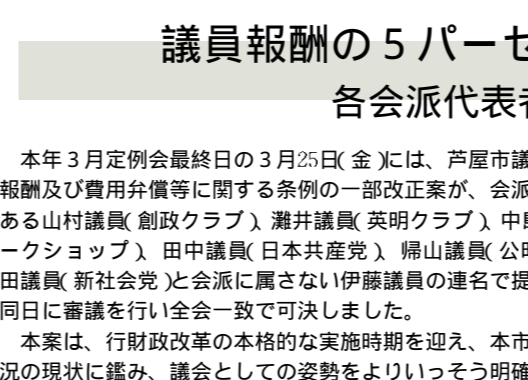 議員報酬の５パーセ
各会派代表者
本年３月定例会最終日の３月25日(金)には、芦屋市議
報酬及び費用弁償等に関する条例の一部改正案が、会派
ある山村議員(創政クラブ)、灘井議員(英明クラブ)、中
ークショップ)、田中議員(日本共産党)、帰山議員(公明
田議員(新社会党)と会派に属さない伊藤議員の連名で提
同日に審議を行い全会一致で可決しました。
本案は、行財政改革の本格的な実施時期を迎え、本市
況の現状に鑑み、議会としての姿勢をよりいっそう明確